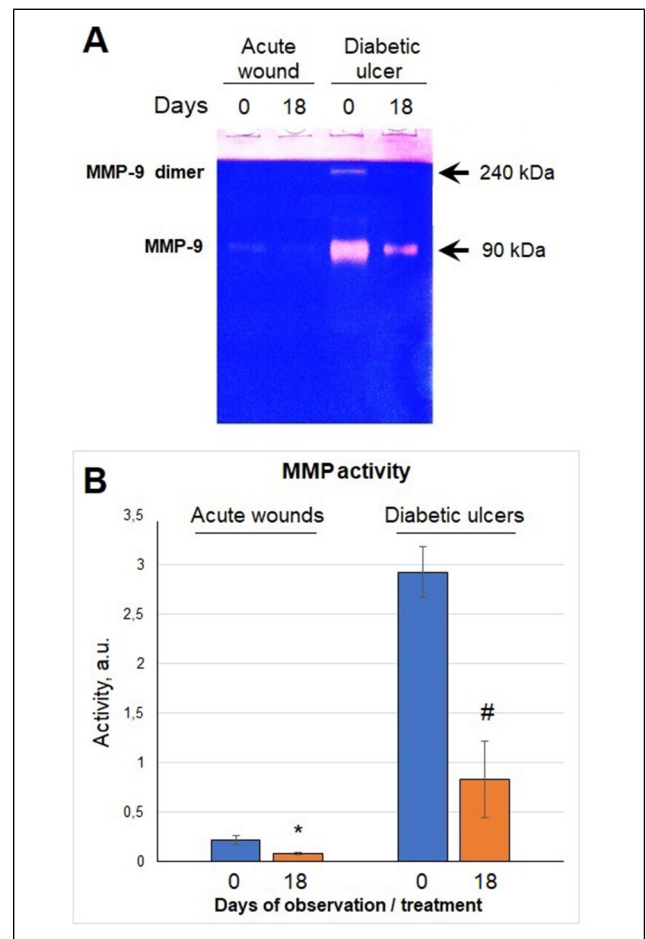 A
Acute wound
Diabetic ulcer
Days 0 18 0 18
MMP-9 dimer
240 kDa
MMP-9
90 kDa
B
MMP activity
Acute wounds
Diabetic ulcers
3,5
3
2,5
2
1,5
1
0,5
0
Activity, a.u.
*
#
0 18 0 18
Days of observation / treatment